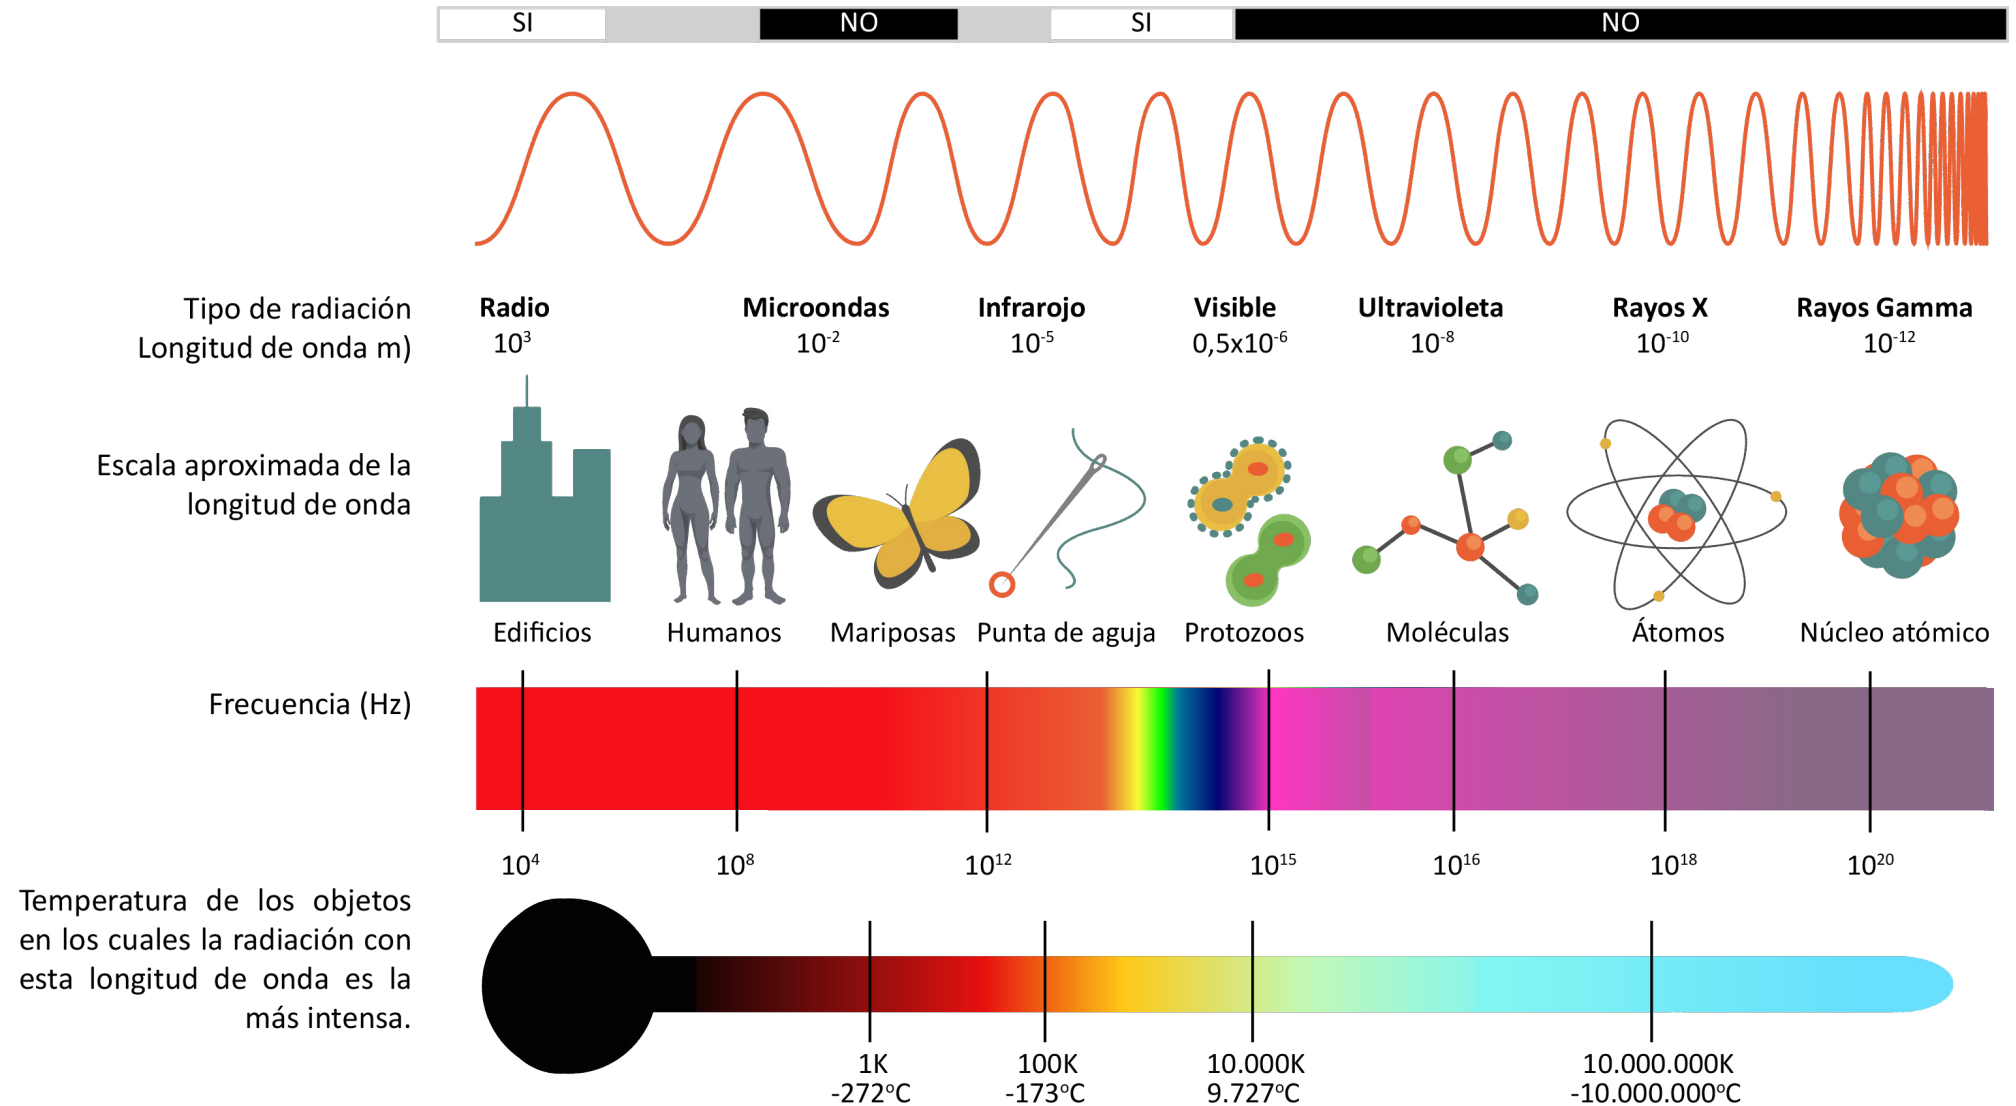 SI NO SI NO
Tipo de radiación
Longitud de onda m)
Radio Microondas Infrarojo Visible Ultravioleta Rayos X Rayos Gamma
10³ 10⁻² 10⁻⁵ 0,5x10⁻⁶ 10⁻⁸ 10⁻¹⁰ 10⁻¹²
Escala aproximada de la
longitud de onda
Edificios Humanos Mariposas Punta de aguja Protozoos Moléculas Átomos Núcleo atómico
Frecuencia (Hz)
10⁴ 10⁸ 10¹² 10¹⁵ 10¹⁶ 10¹⁸ 10²⁰
Temperatura de los objetos
en los cuales la radiación con
esta longitud de onda es la
más intensa.
1K 100K 10.000K 10.000.000K
-272ºC -173ºC 9.727ºC -10.000.000ºC